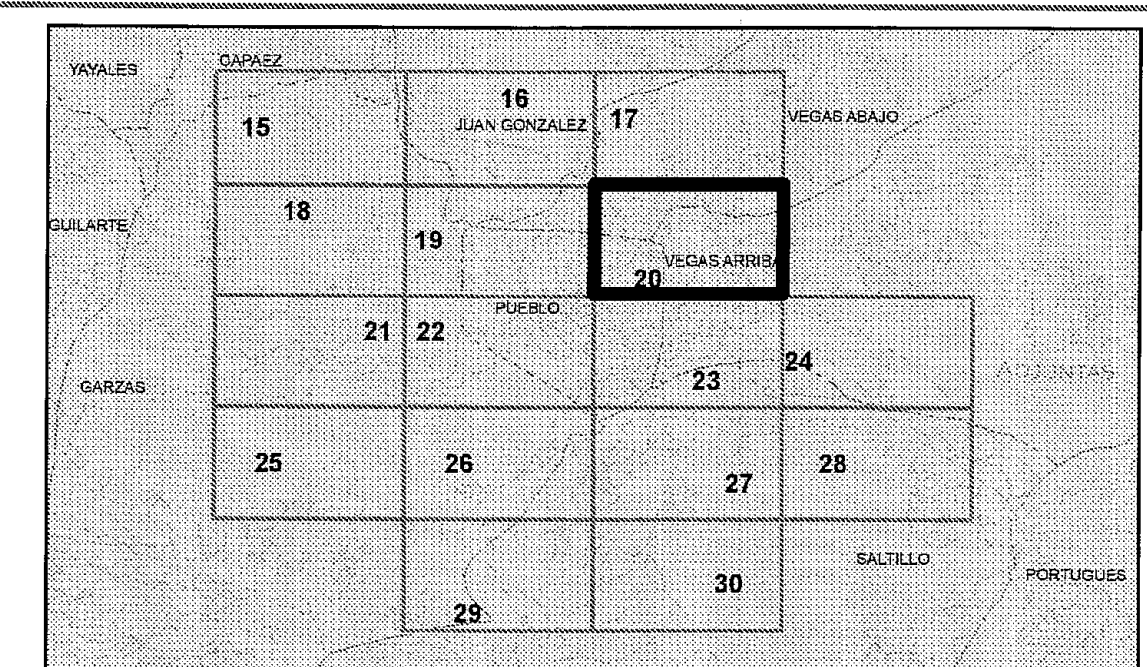 CAPAEZ
YAYALES
16
15
JUAN GONZALEZ
17
VEGAS ABAJO
18
GUILARTE
19
VEGAS ARRIBA
20
PUEBLO
21
22
24
23
GARZAS
ADJUNTAS
25
26
27
28
SALTILLO
PORTUGUES
30
29